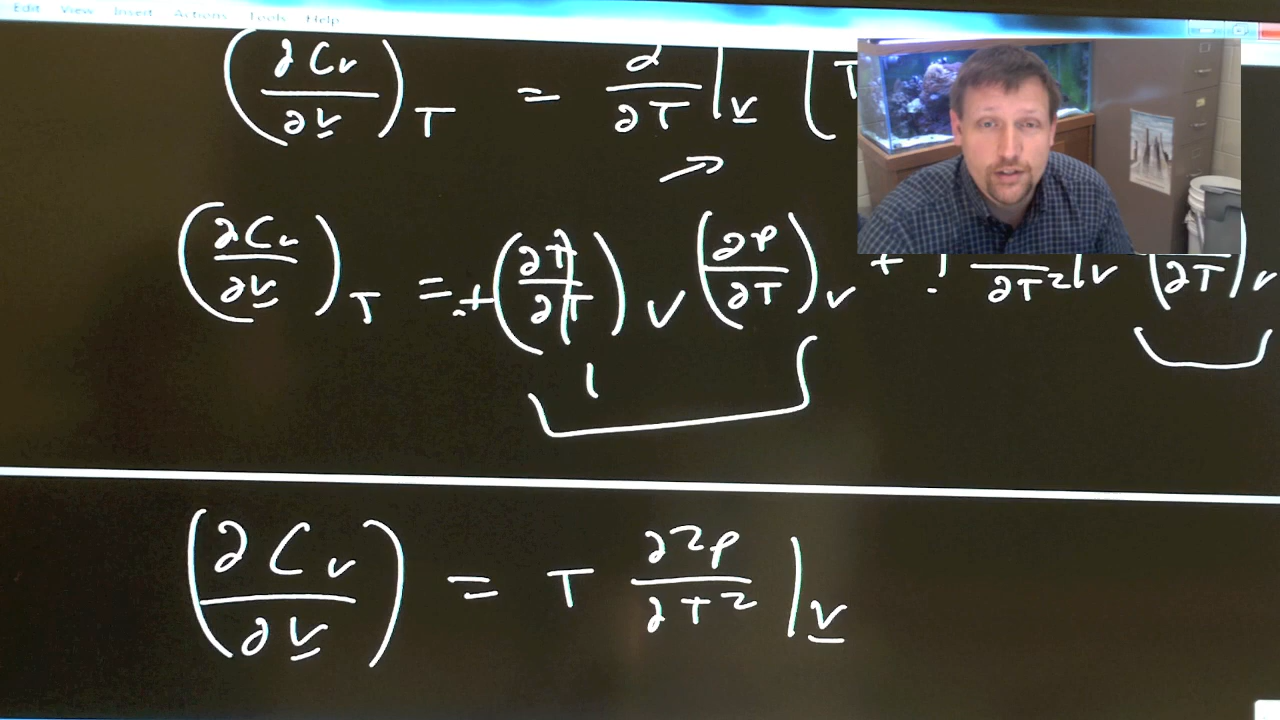 Edit View Insert Actions Tools Help
(∂Cv/∂v̲)T = ∂/∂T|v̲ (T
(∂Cv/∂v̲)T = +(∂T/∂T)v (∂P/∂T)v + ∂T²|v (∂T)v
1
(∂Cv/∂v̲) = T ∂²P/∂T²|v̲